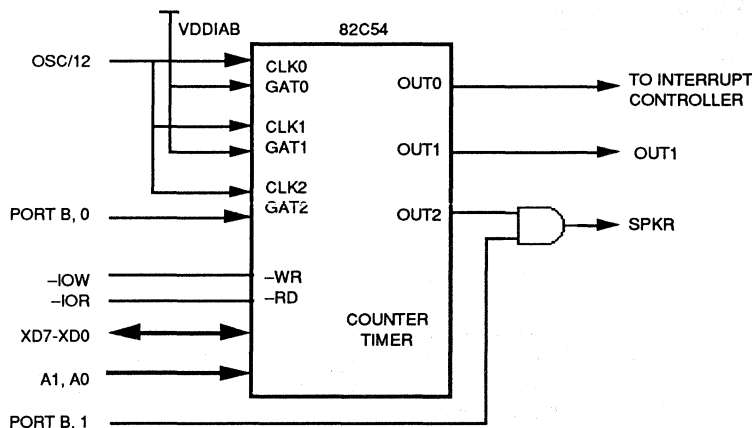 VDDIAB
82C54
OSC/12
CLK0
GAT0
OUT0
TO INTERRUPT
CONTROLLER
CLK1
GAT1
OUT1
OUT1
CLK2
GAT2
PORT B, 0
OUT2
SPKR
–IOW
–WR
–IOR
–RD
XD7-XD0
COUNTER
TIMER
A1, A0
PORT B, 1